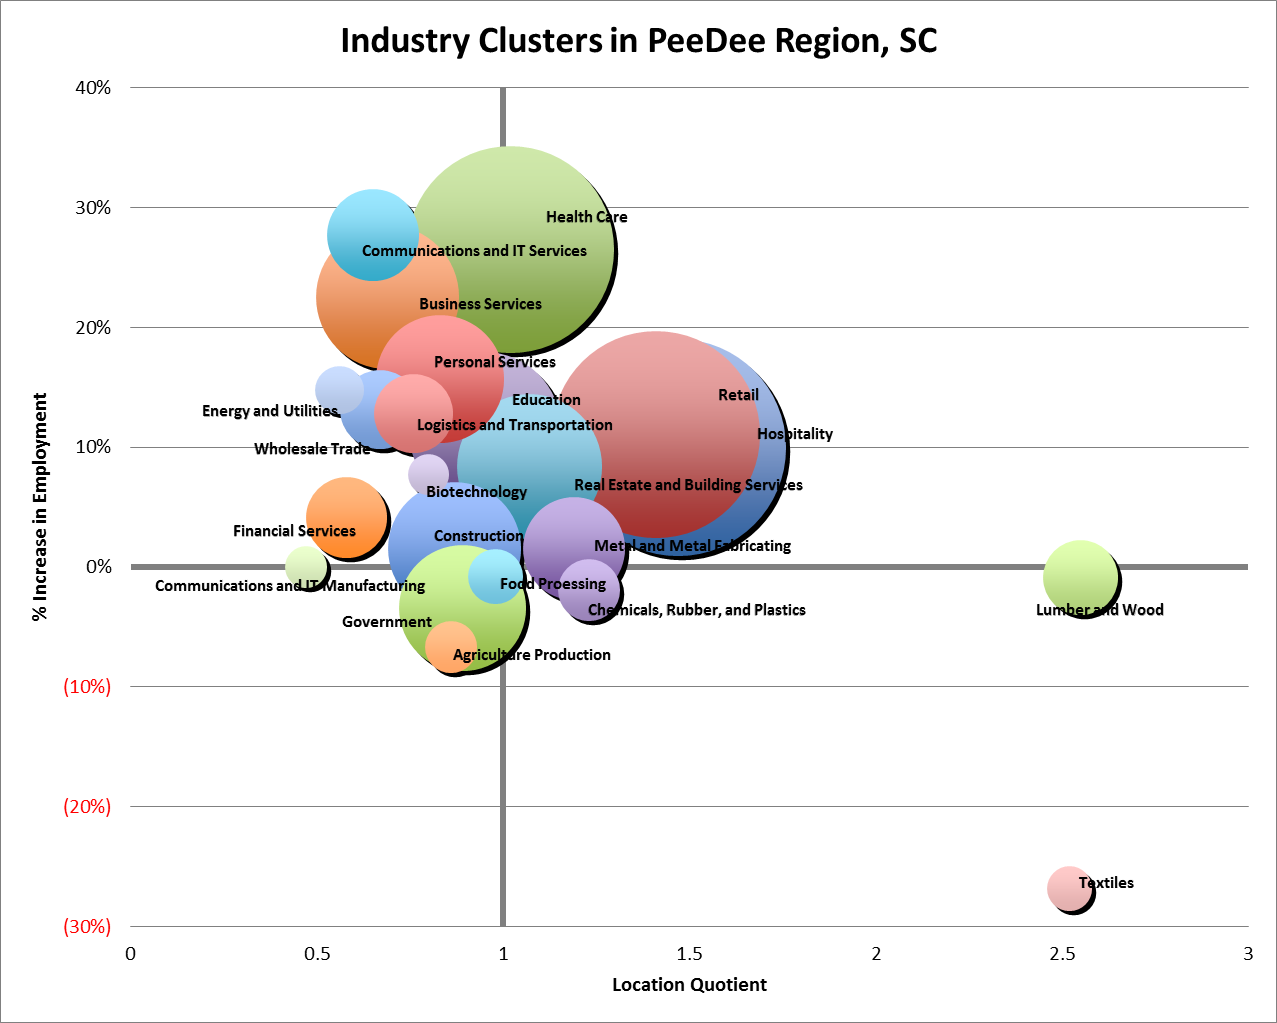 Industry Clusters in PeeDee Region, SC
40%
30%
20%
10%
0%
(10%)
(20%)
(30%)
% Increase in Employment
Health Care
Communications and IT Services
Business Services
Personal Services
Retail
Education
Energy and Utilities
Logistics and Transportation
Hospitality
Wholesale Trade
Real Estate and Building Services
Biotechnology
Financial Services
Construction
Metal and Metal Fabricating
Communications and IT Manufacturing
Food Proessing
Chemicals, Rubber, and Plastics
Lumber and Wood
Government
Agriculture Production
Textiles
0
0.5
1
1.5
2
2.5
3
Location Quotient